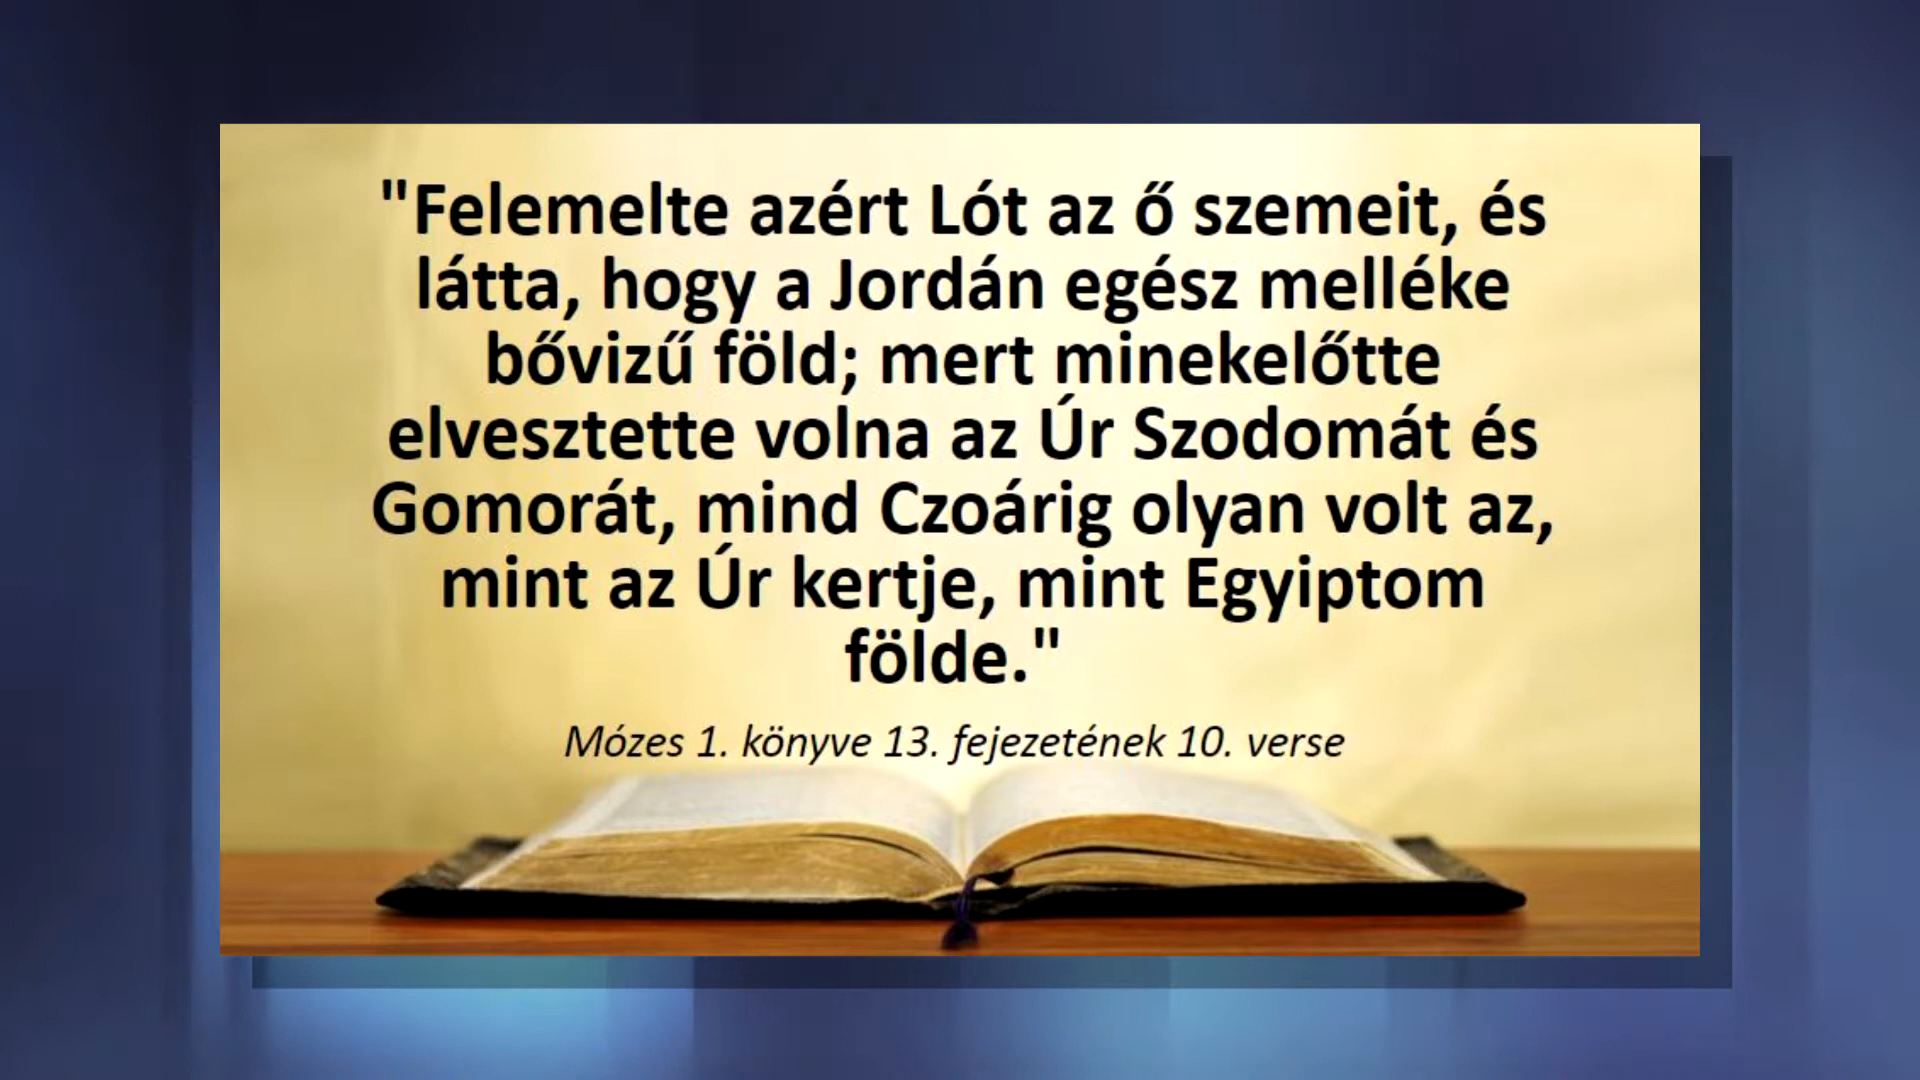 "Felemelte azért Lót az ő szemeit, és
látta, hogy a Jordán egész melléke
bővizű föld; mert minekelőtte
elvesztette volna az Úr Szodomát és
Gomorát, mind Czoárig olyan volt az,
mint az Úr kertje, mint Egyiptom
földe."
Mózes 1. könyve 13. fejezetének 10. verse